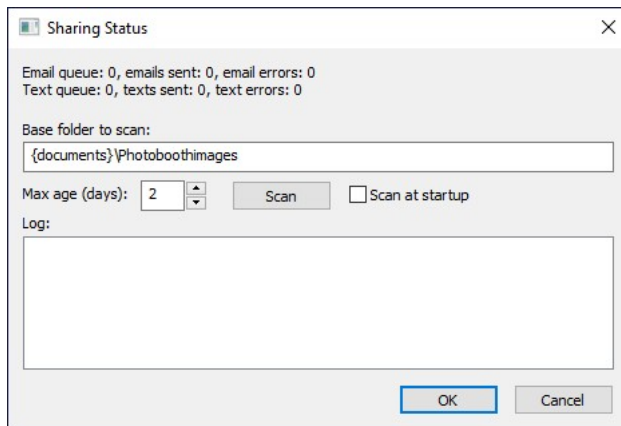 Sharing Status
Email queue: 0, emails sent: 0, email errors: 0
Text queue: 0, texts sent: 0, text errors: 0
Base folder to scan:
{documents}\Photoboothimages
Max age (days): 2 Scan Scan at startup
Log:
OK Cancel